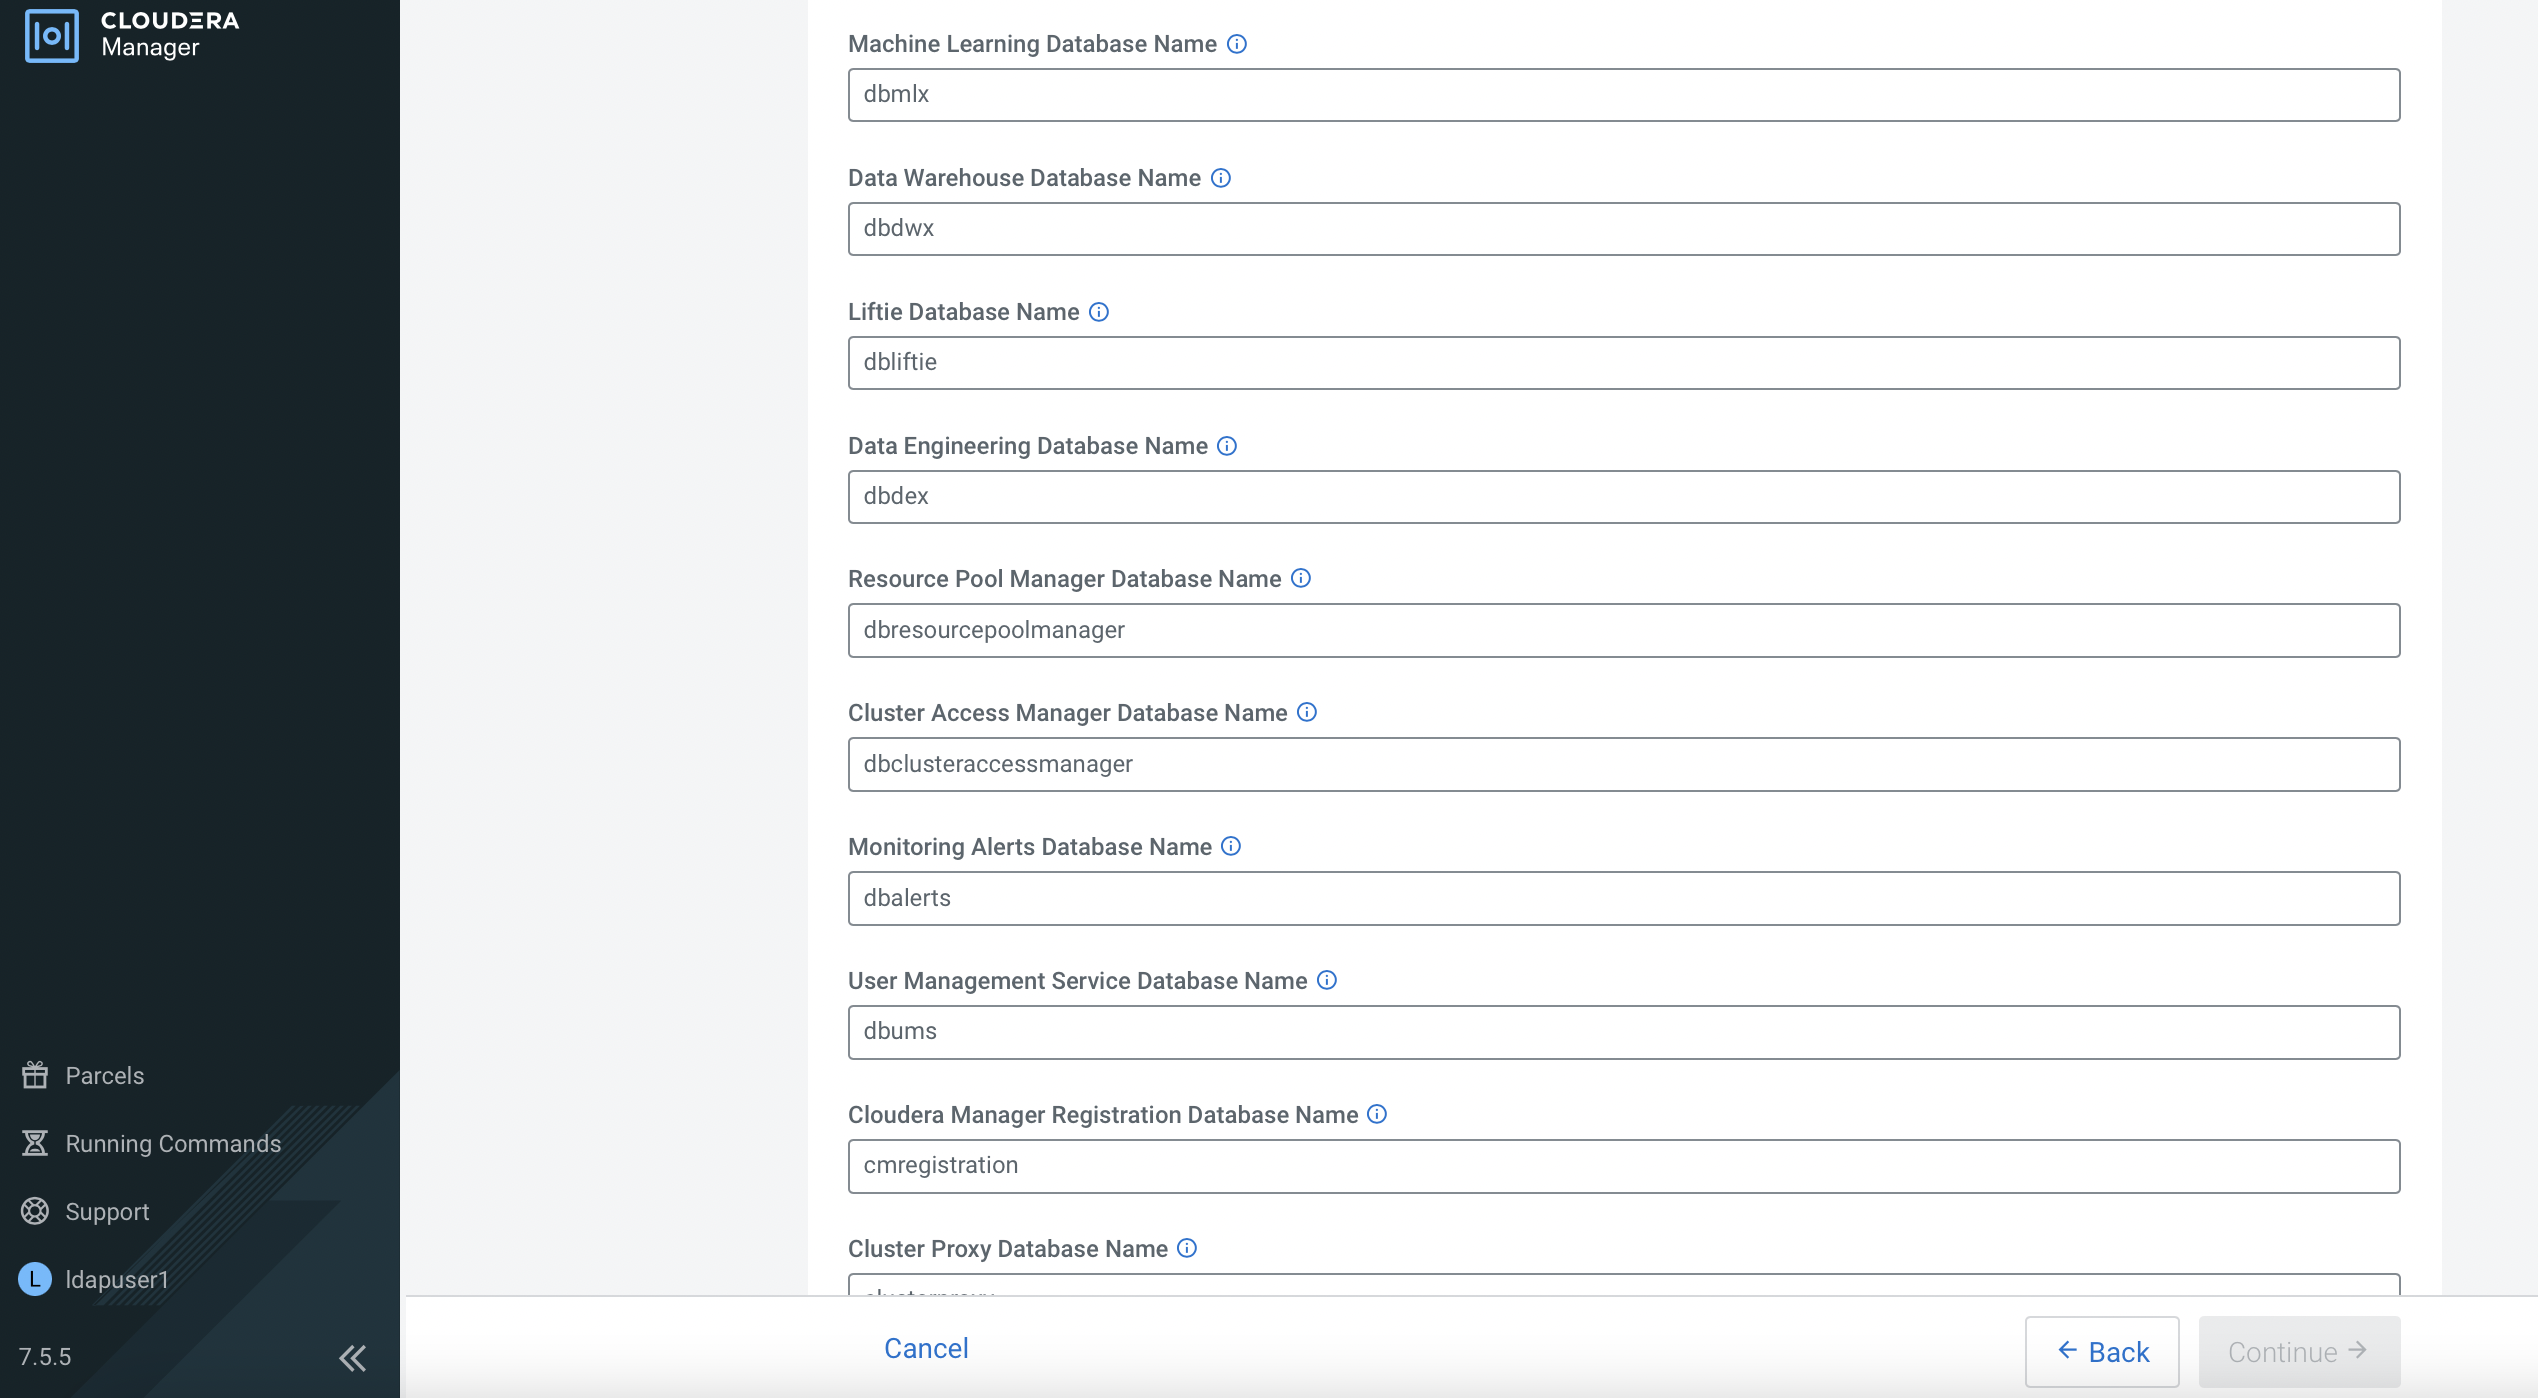 CLOUDERA
Manager
Machine Learning Database Name
dbmlx
Data Warehouse Database Name
dbdwx
Liftie Database Name
dbliftie
Data Engineering Database Name
dbdex
Resource Pool Manager Database Name
dbresourcepoolmanager
Cluster Access Manager Database Name
dbclusteraccessmanager
Monitoring Alerts Database Name
dbalerts
User Management Service Database Name
dbums
Cloudera Manager Registration Database Name
cmregistration
Cluster Proxy Database Name
Parcels
Running Commands
Support
L ldapuser1
7.5.5
Cancel
Back
Continue